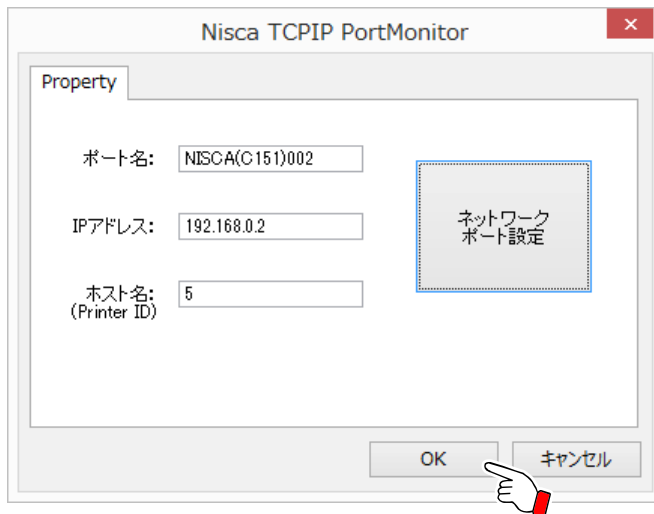 Nisca TCPIP PortMonitor
Property
ポート名: NISCA(C151)002
IPアドレス: 192.168.0.2
ホスト名: 5
(Printer ID)
ネットワーク
ポート設定
OK キャンセル